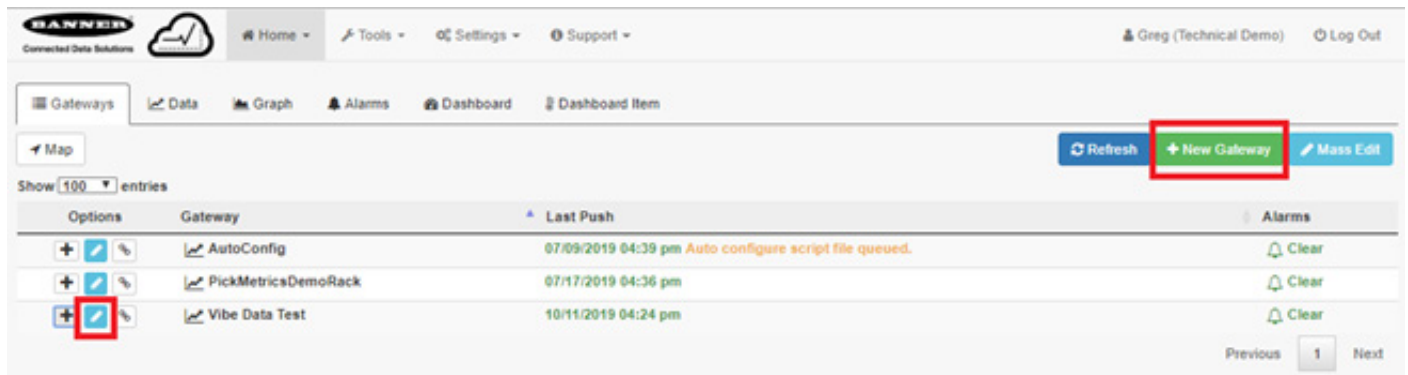 BANNER
Connected Data Solutions
Home Tools Settings Support Greg (Technical Demo) Log Out
Gateways Data Graph Alarms Dashboard Dashboard Item
Map Refresh + New Gateway Mass Edit
Show 100 entries
Options Gateway Last Push Alarms
AutoConfig 07/09/2019 04:39 pm Auto configure script file queued. Clear
PickMetricsDemoRack 07/17/2019 04:36 pm Clear
Vibe Data Test 10/11/2019 04:24 pm Clear
Previous 1 Next